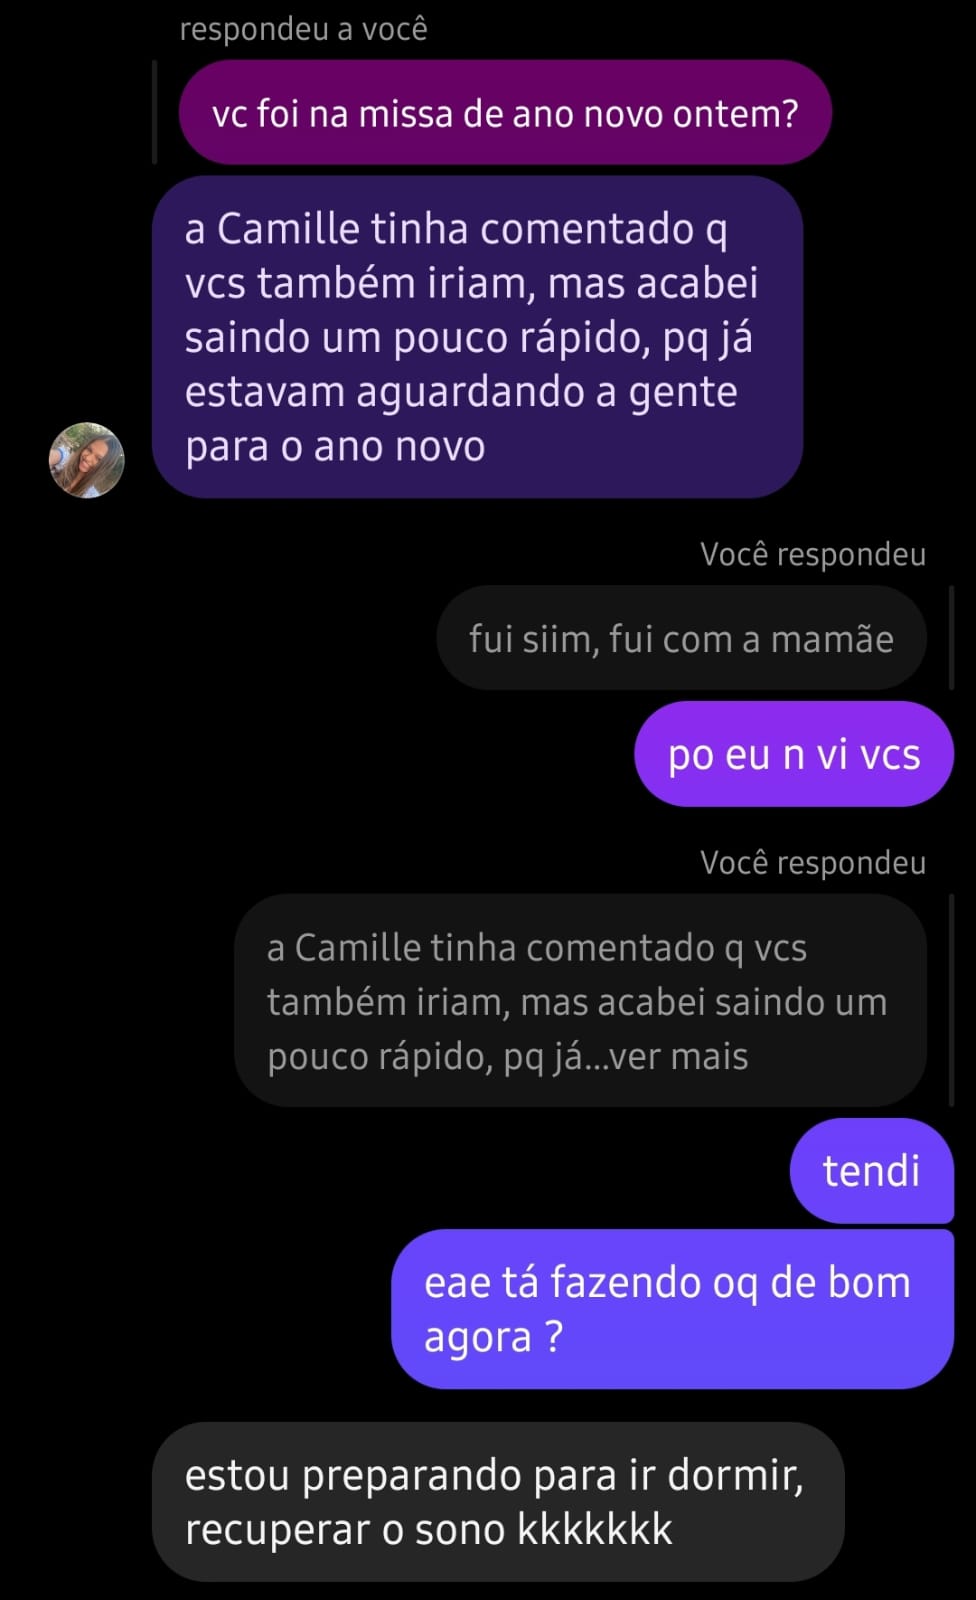 respondeu a você
vc foi na missa de ano novo ontem?
a Camille tinha comentado q
vcs também iriam, mas acabei
saindo um pouco rápido, pq já
estavam aguardando a gente
para o ano novo
Você respondeu
fui siim, fui com a mamãe
po eu n vi vcs
Você respondeu
a Camille tinha comentado q vcs
também iriam, mas acabei saindo um
pouco rápido, pq já...ver mais
tendi
eae tá fazendo oq de bom
agora ?
estou preparando para ir dormir,
recuperar o sono kkkkkkk